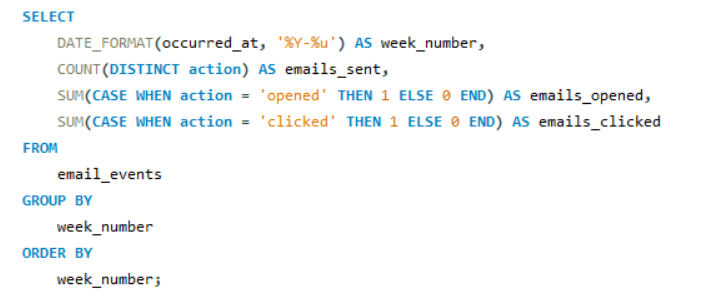 SELECT
DATE_FORMAT(occurred_at, '%Y-%u') AS week_number,
COUNT(DISTINCT action) AS emails_sent,
SUM(CASE WHEN action = 'opened' THEN 1 ELSE 0 END) AS emails_opened,
SUM(CASE WHEN action = 'clicked' THEN 1 ELSE 0 END) AS emails_clicked
FROM
email_events
GROUP BY
week_number
ORDER BY
week_number;